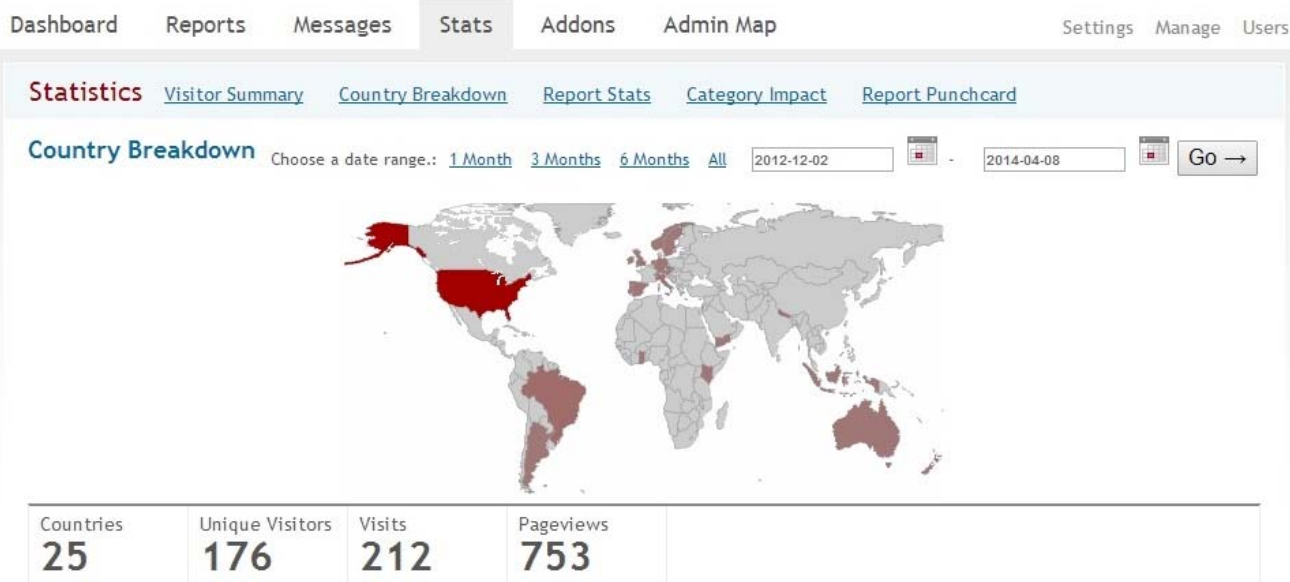 Dashboard Reports Messages Stats Addons Admin Map Settings Manage Users
Statistics Visitor Summary Country Breakdown Report Stats Category Impact Report Punchcard
Country Breakdown Choose a date range.: 1 Month 3 Months 6 Months All 2012-12-02 - 2014-04-08 Go →
Countries Unique Visitors Visits Pageviews
25 176 212 753